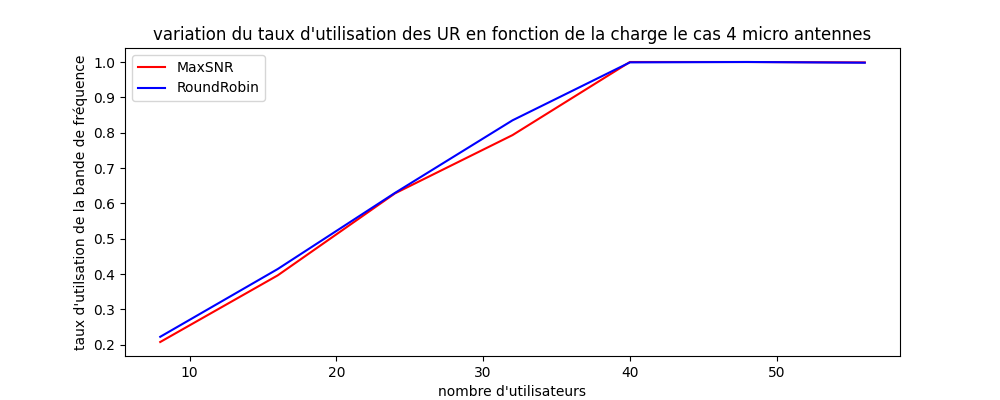 variation du taux d'utilisation des UR en fonction de la charge le cas 4 micro antennes
MaxSNR
RoundRobin
taux d'utilsation de la bande de fréquence
1.0
0.9
0.8
0.7
0.6
0.5
0.4
0.3
0.2
10 20 30 40 50
nombre d'utilisateurs